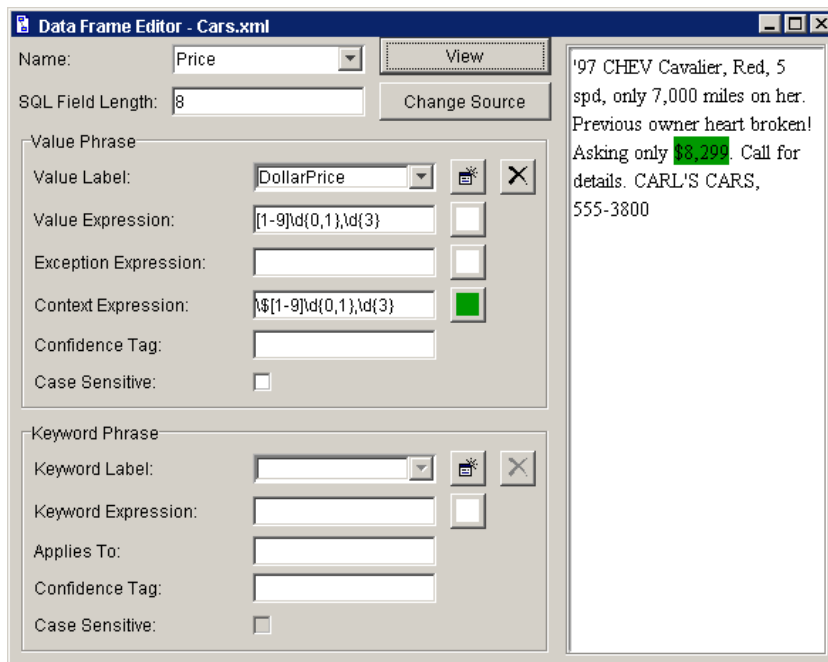 Data Frame Editor - Cars.xml
Name: Price View
SQL Field Length: 8 Change Source
Value Phrase
Value Label: DollarPrice
Value Expression: [1-9]\d{0,1},\d{3}
Exception Expression:
Context Expression: \$[1-9]\d{0,1},\d{3}
Confidence Tag:
Case Sensitive:
Keyword Phrase
Keyword Label:
Keyword Expression:
Applies To:
Confidence Tag:
Case Sensitive:
'97 CHEV Cavalier, Red, 5
spd, only 7,000 miles on her.
Previous owner heart broken!
Asking only $8,299. Call for
details. CARL'S CARS,
555-3800